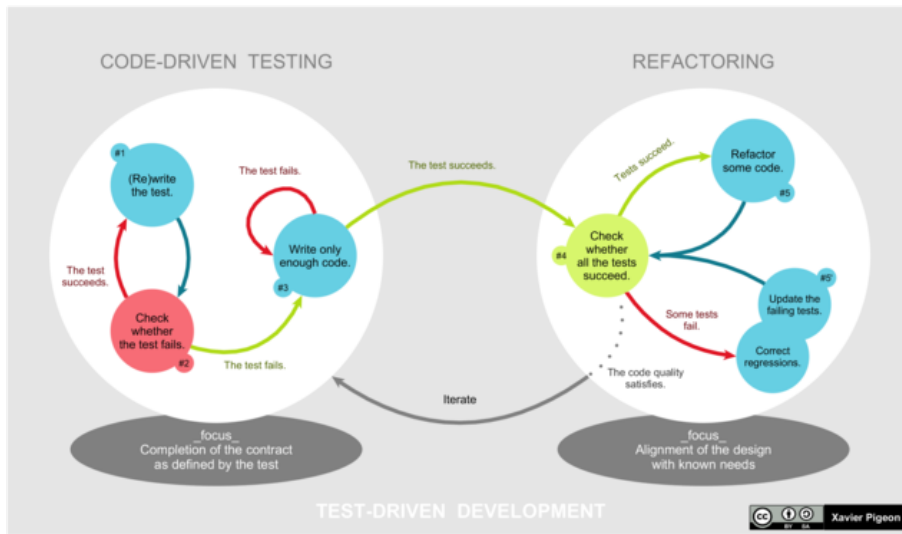 CODE-DRIVEN TESTING
#1
(Re)write
the test.
The test
succeeds.
Check
whether
the test fails.
#2
The test fails.
The test fails.
Write only
enough code.
#3
The test succeeds.
REFACTORING
#4
Check
whether
all the tests
succeed.
Tests succeed.
Refactor
some code.
#5
Some tests
fail.
#5'
Update the
failing tests.
Correct
regressions.
The code quality
satisfies.
Iterate
_focus_
Completion of the contract
as defined by the test
_focus_
Alignment of the design
with known needs
TEST-DRIVEN DEVELOPMENT
cc
BY SA
Xavier Pigeon